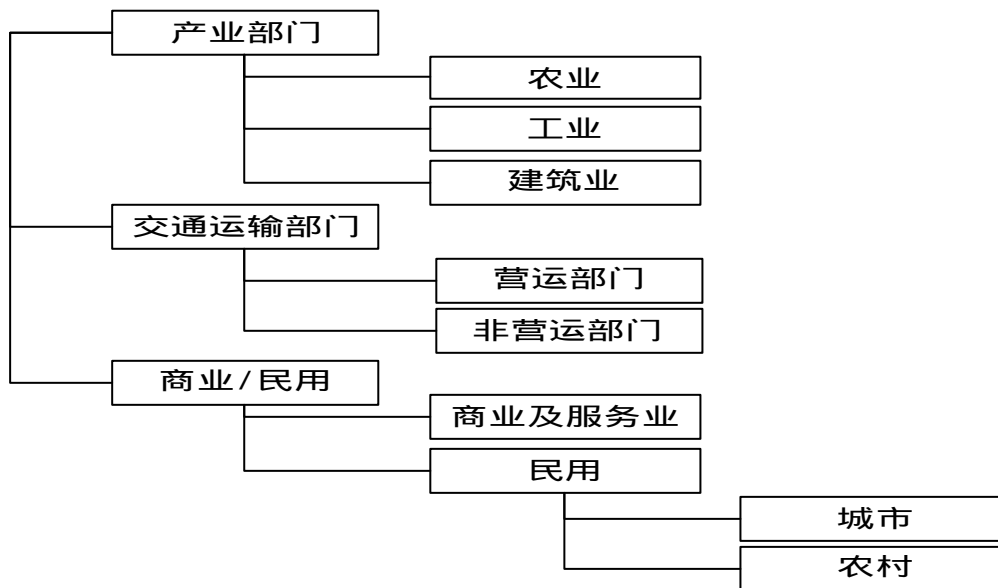 产业部门
农业
工业
建筑业
交通运输部门
营运部门
非营运部门
商业/民用
商业及服务业
民用
城市
农村